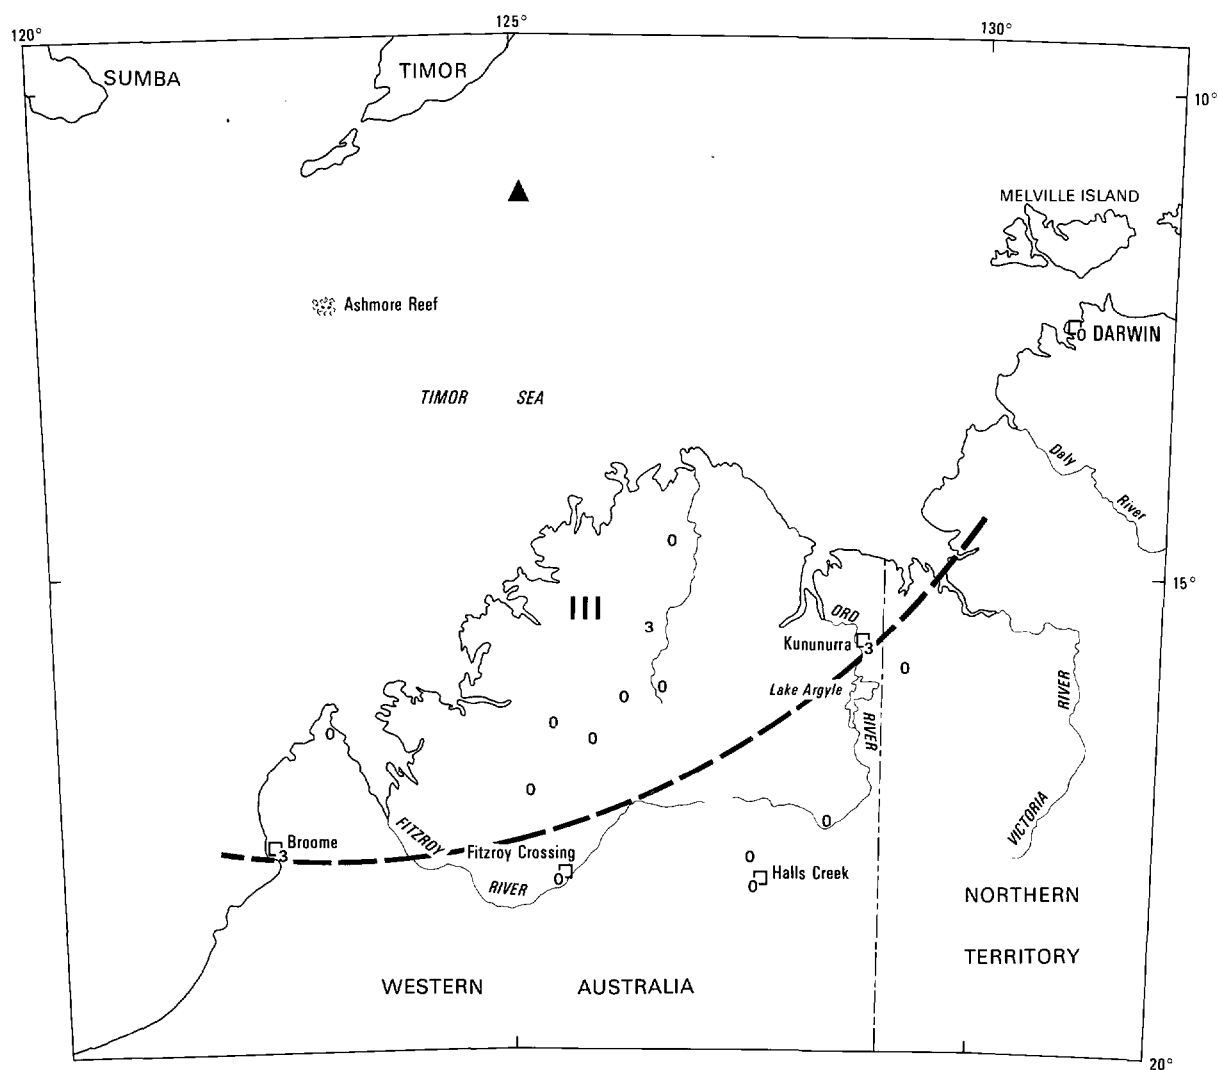 120°
125°
130°
SUMBA
TIMOR
10°
MELVILLE ISLAND
Ashmore Reef
0 DARWIN
TIMOR SEA
Daly
River
0
15°
III
ORD
3
Kununurra
3
0
0
0
Lake Argyle
RIVER
RIVER
0
0
0
0
VICTORIA
FITZROY
0
Broome
3
Fitzroy Crossing
0
0
RIVER
Halls Creek
0
NORTHERN
TERRITORY
WESTERN AUSTRALIA
20°